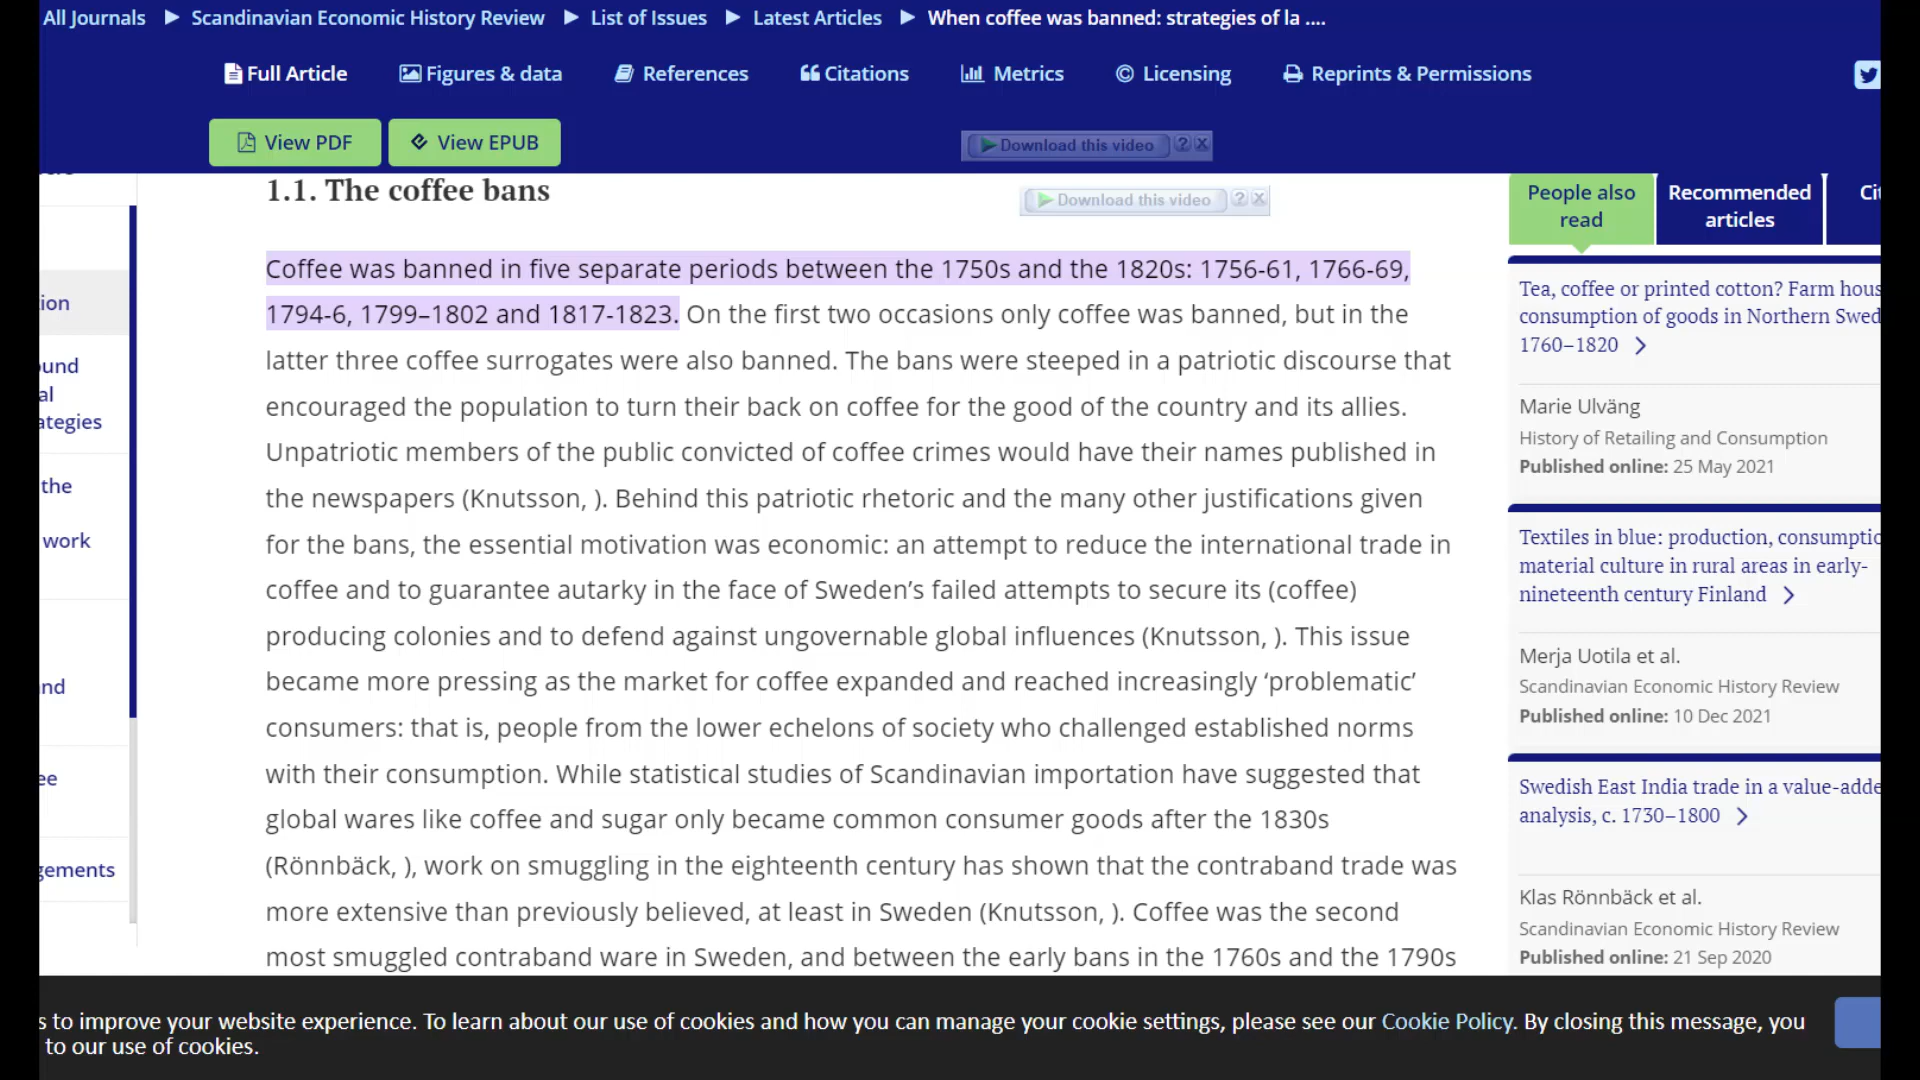 All Journals ▶ Scandinavian Economic History Review ▶ List of Issues ▶ Latest Articles ▶ When coffee was banned: strategies of la ....
Full Article Figures & data References Citations Metrics Licensing Reprints & Permissions
View PDF View EPUB
Download this video ? X
1.1. The coffee bans
Download this video ? X
Coffee was banned in five separate periods between the 1750s and the 1820s: 1756-61, 1766-69,
1794-6, 1799–1802 and 1817-1823. On the first two occasions only coffee was banned, but in the
latter three coffee surrogates were also banned. The bans were steeped in a patriotic discourse that
encouraged the population to turn their back on coffee for the good of the country and its allies.
Unpatriotic members of the public convicted of coffee crimes would have their names published in
the newspapers (Knutsson, ). Behind this patriotic rhetoric and the many other justifications given
for the bans, the essential motivation was economic: an attempt to reduce the international trade in
coffee and to guarantee autarky in the face of Sweden’s failed attempts to secure its (coffee)
producing colonies and to defend against ungovernable global influences (Knutsson, ). This issue
became more pressing as the market for coffee expanded and reached increasingly ‘problematic’
consumers: that is, people from the lower echelons of society who challenged established norms
with their consumption. While statistical studies of Scandinavian importation have suggested that
global wares like coffee and sugar only became common consumer goods after the 1830s
(Rönnbäck, ), work on smuggling in the eighteenth century has shown that the contraband trade was
more extensive than previously believed, at least in Sweden (Knutsson, ). Coffee was the second
most smuggled contraband ware in Sweden, and between the early bans in the 1760s and the 1790s
ion
und
al
ategies
the
work
nd
ee
gements
People also
read
Recommended
articles
Cit
Tea, coffee or printed cotton? Farm hous
consumption of goods in Northern Swed
1760–1820 >
Marie Ulväng
History of Retailing and Consumption
Published online: 25 May 2021
Textiles in blue: production, consumptio
material culture in rural areas in early-
nineteenth century Finland >
Merja Uotila et al.
Scandinavian Economic History Review
Published online: 10 Dec 2021
Swedish East India trade in a value-adde
analysis, c. 1730–1800 >
Klas Rönnbäck et al.
Scandinavian Economic History Review
Published online: 21 Sep 2020
s to improve your website experience. To learn about our use of cookies and how you can manage your cookie settings, please see our Cookie Policy. By closing this message, you
to our use of cookies.